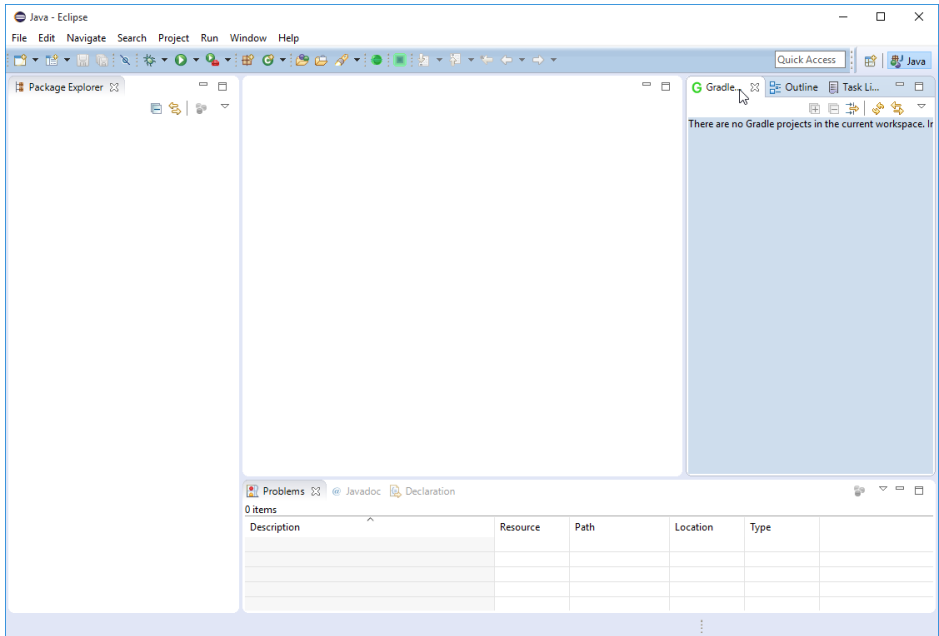 Java - Eclipse
File Edit Navigate Search Project Run Window Help
Quick Access
Java
Package Explorer
Gradle...
Outline
Task Li...
There are no Gradle projects in the current workspace. Ir
Problems
@ Javadoc
Declaration
0 items
Description Resource Path Location Type